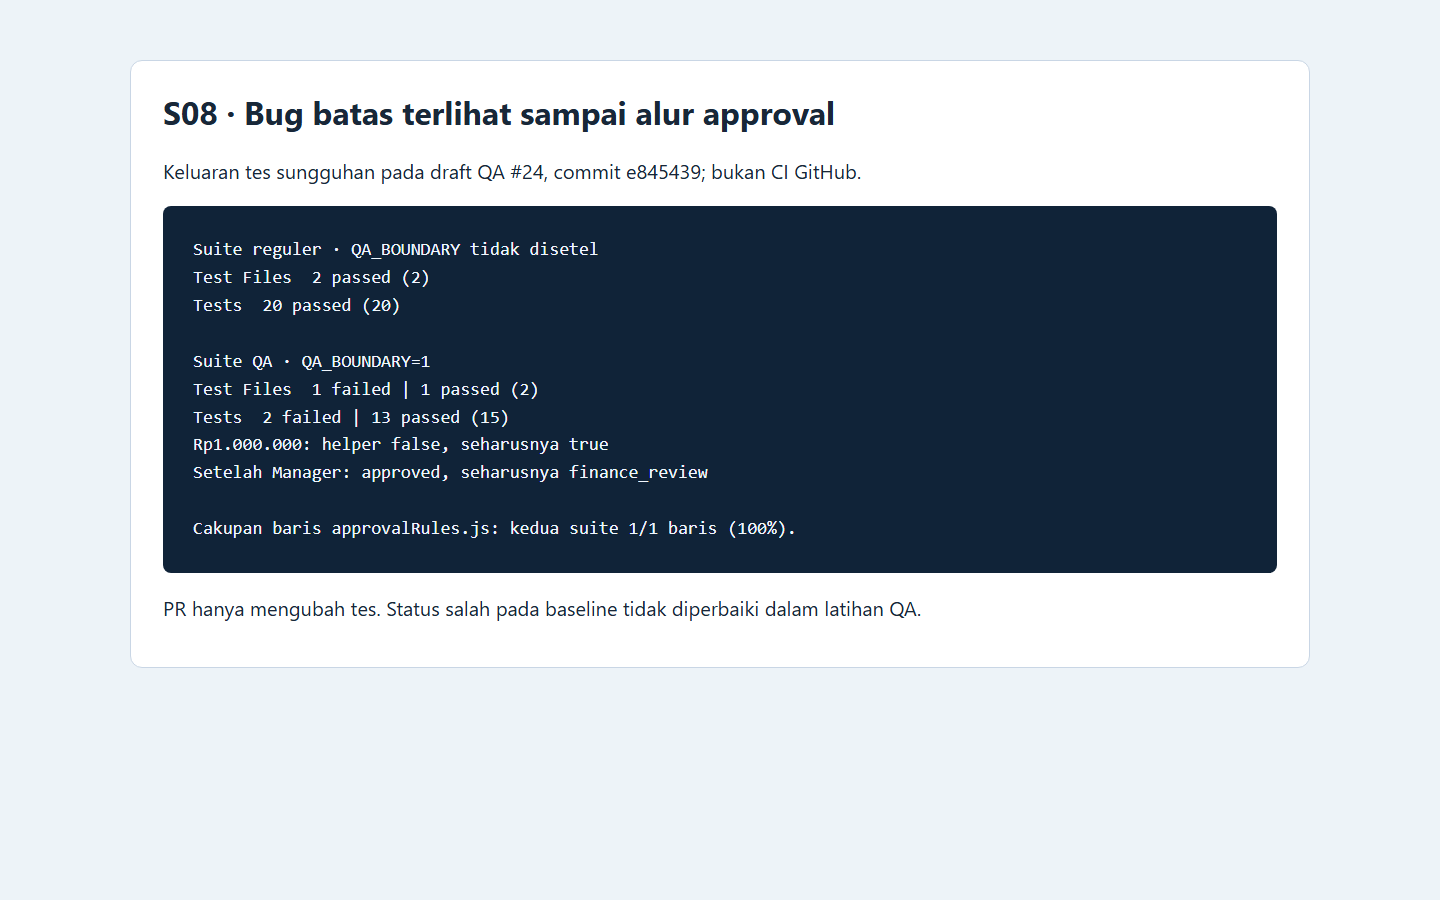 S08 · Bug batas terlihat sampai alur approval
Keluaran tes sungguhan pada draft QA #24, commit e845439; bukan CI GitHub.
Suite reguler · QA_BOUNDARY tidak disetel
Test Files  2 passed (2)
Tests  20 passed (20)
Suite QA · QA_BOUNDARY=1
Test Files  1 failed | 1 passed (2)
Tests  2 failed | 13 passed (15)
Rp1.000.000: helper false, seharusnya true
Setelah Manager: approved, seharusnya finance_review
Cakupan baris approvalRules.js: kedua suite 1/1 baris (100%).
PR hanya mengubah tes. Status salah pada baseline tidak diperbaiki dalam latihan QA.